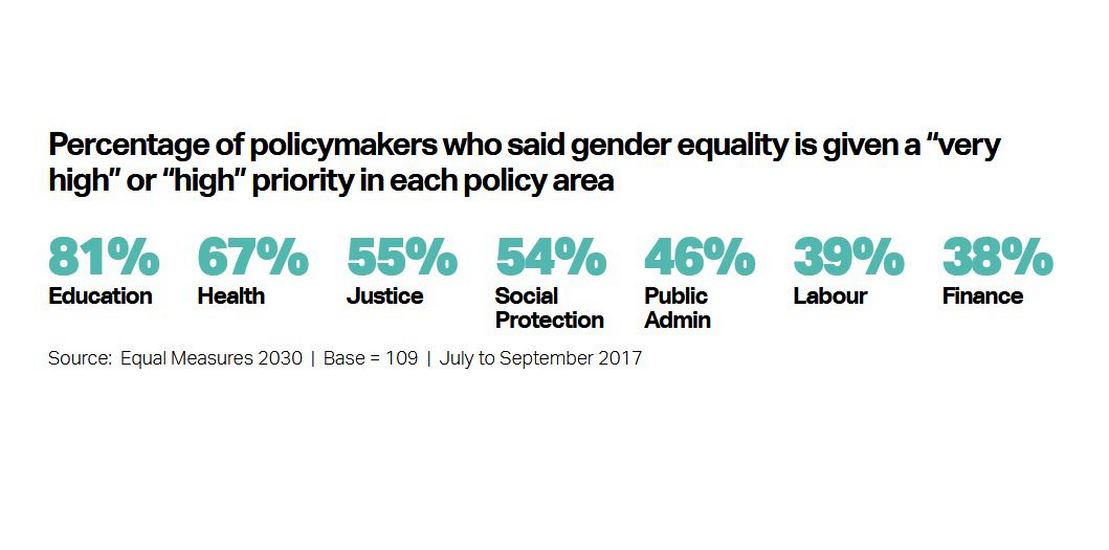 Percentage of policymakers who said gender equality is given a “very
high” or “high” priority in each policy area
81% 67% 55% 54% 46% 39% 38%
Education Health Justice Social Public Labour Finance
Protection Admin
Source: Equal Measures 2030 | Base = 109 | July to September 2017